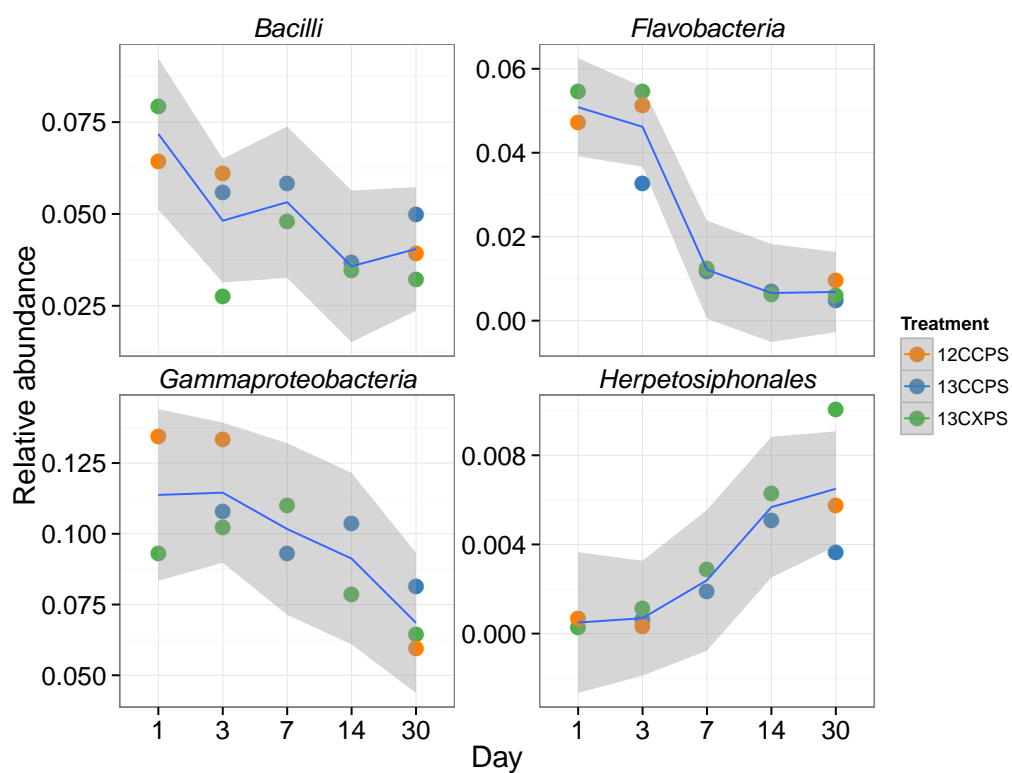 Bacilli
Flavobacteria
0.075
0.050
0.025
0.06
0.04
0.02
0.00
Relative abundance
Gammaproteobacteria
Herpetosiphonales
0.125
0.100
0.075
0.050
0.008
0.004
0.000
1 3 7 14 30
1 3 7 14 30
Day
Treatment
12CCPS
13CCPS
13CXPS